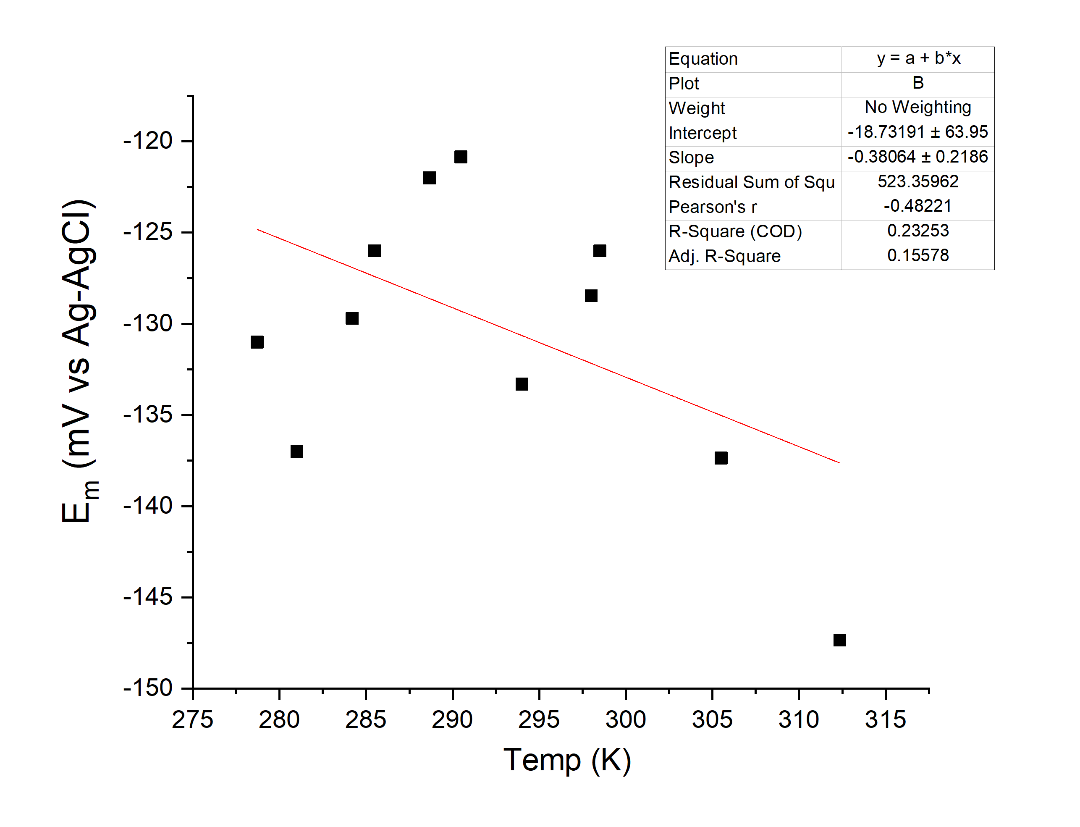 Equation y = a + b*x
Plot B
Weight No Weighting
Intercept -18.73191 ± 63.95
Slope -0.38064 ± 0.2186
Residual Sum of Squ 523.35962
Pearson's r -0.48221
R-Square (COD) 0.23253
Adj. R-Square 0.15578
Em (mV vs Ag-AgCl)
-120
-125
-130
-135
-140
-145
-150
275 280 285 290 295 300 305 310 315
Temp (K)